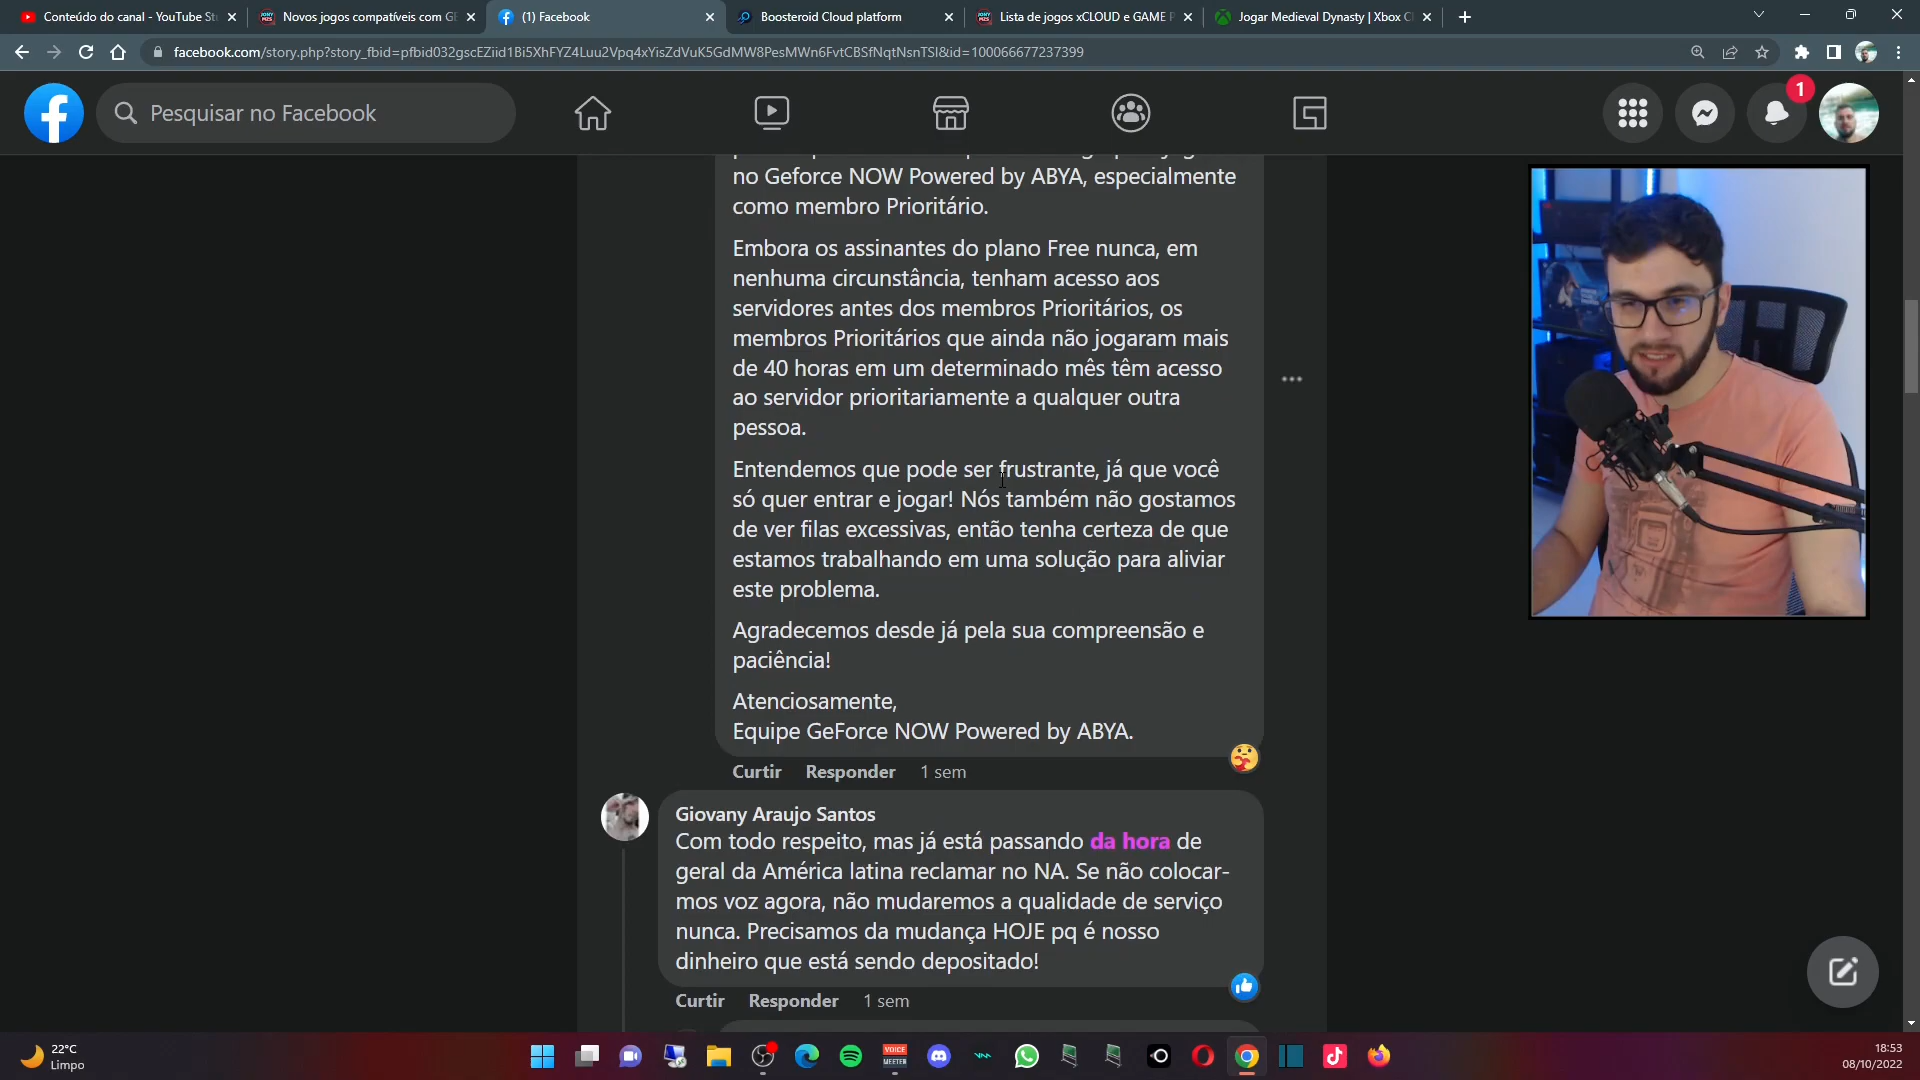 Conteúdo do canal - YouTube St
Novos jogos compatíveis com GE
(1) Facebook
Boosteroid Cloud platform
Lista de jogos xCLOUD e GAME P
Jogar Medieval Dynasty | Xbox Cl
facebook.com/story.php?story_fbid=pfbid032gscEZiid1Bi5XhFYZ4Luu2Vpq4xYisZdVuK5GdMW8PesMWn6FvtCBSfNqtNsnTSl&id=100066677237399
Pesquisar no Facebook
1
no Geforce NOW Powered by ABYA, especialmente
como membro Prioritário.
Embora os assinantes do plano Free nunca, em
nenhuma circunstância, tenham acesso aos
servidores antes dos membros Prioritários, os
membros Prioritários que ainda não jogaram mais
de 40 horas em um determinado mês têm acesso
ao servidor prioritariamente a qualquer outra
pessoa.
Entendemos que pode ser frustrante, já que você
só quer entrar e jogar! Nós também não gostamos
de ver filas excessivas, então tenha certeza de que
estamos trabalhando em uma solução para aliviar
este problema.
Agradecemos desde já pela sua compreensão e
paciência!
Atenciosamente,
Equipe GeForce NOW Powered by ABYA.
Curtir Responder 1 sem
Giovany Araujo Santos
Com todo respeito, mas já está passando da hora de
geral da América latina reclamar no NA. Se não colocar-
mos voz agora, não mudaremos a qualidade de serviço
nunca. Precisamos da mudança HOJE pq é nosso
dinheiro que está sendo depositado!
Curtir Responder 1 sem
22°C
Limpo
VOICE
MEETER
18:53
08/10/2022